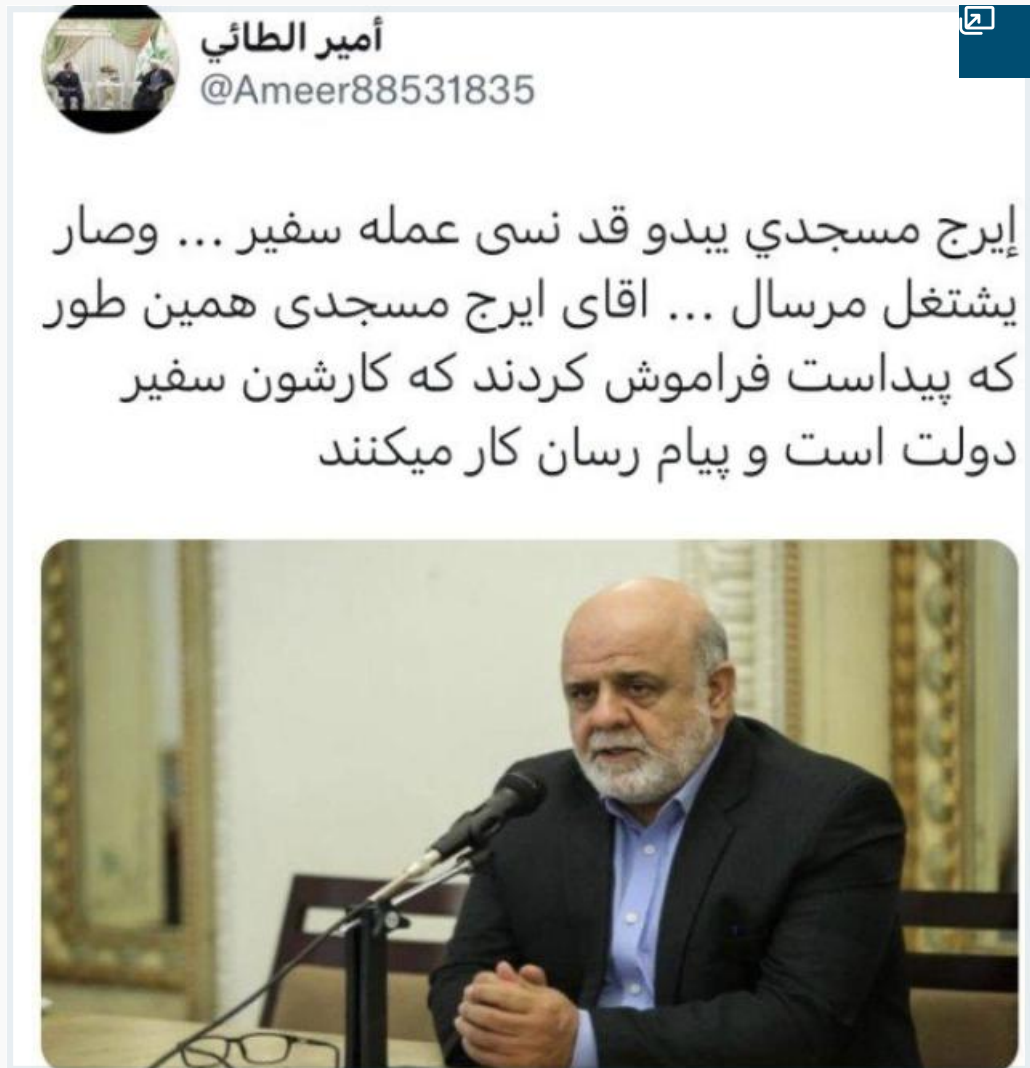 أمير الطائي
@Ameer88531835
إيرج مسجدي يبدو قد نسى عمله سفير ... وصار
يشتغل مرسال ... اقای ایرج مسجدی همین طور
که پیداست فراموش کردند که کارشون سفیر
دولت است و پیام رسان کار میکنند